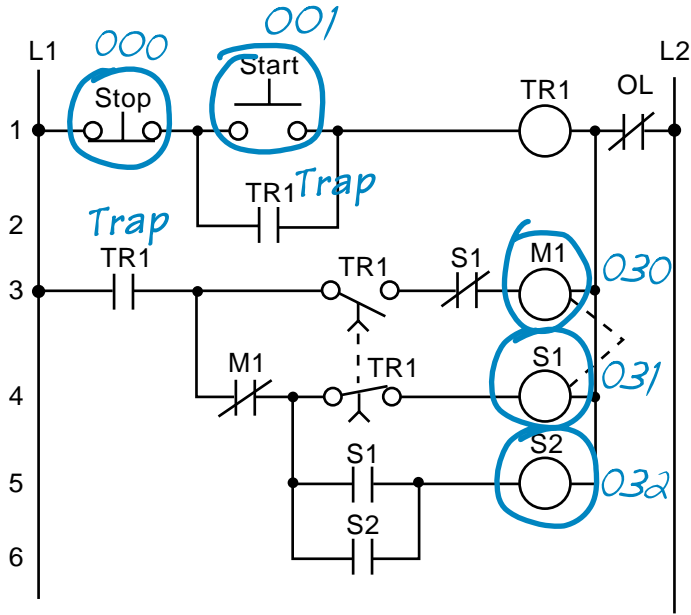 000 001
L1 L2
Stop Start TR1 OL
1
TR1 Trap
2
Trap
TR1 TR1 S1 M1 030
3
M1 TR1 S1 031
4
S1 S2
5 032
S2
6